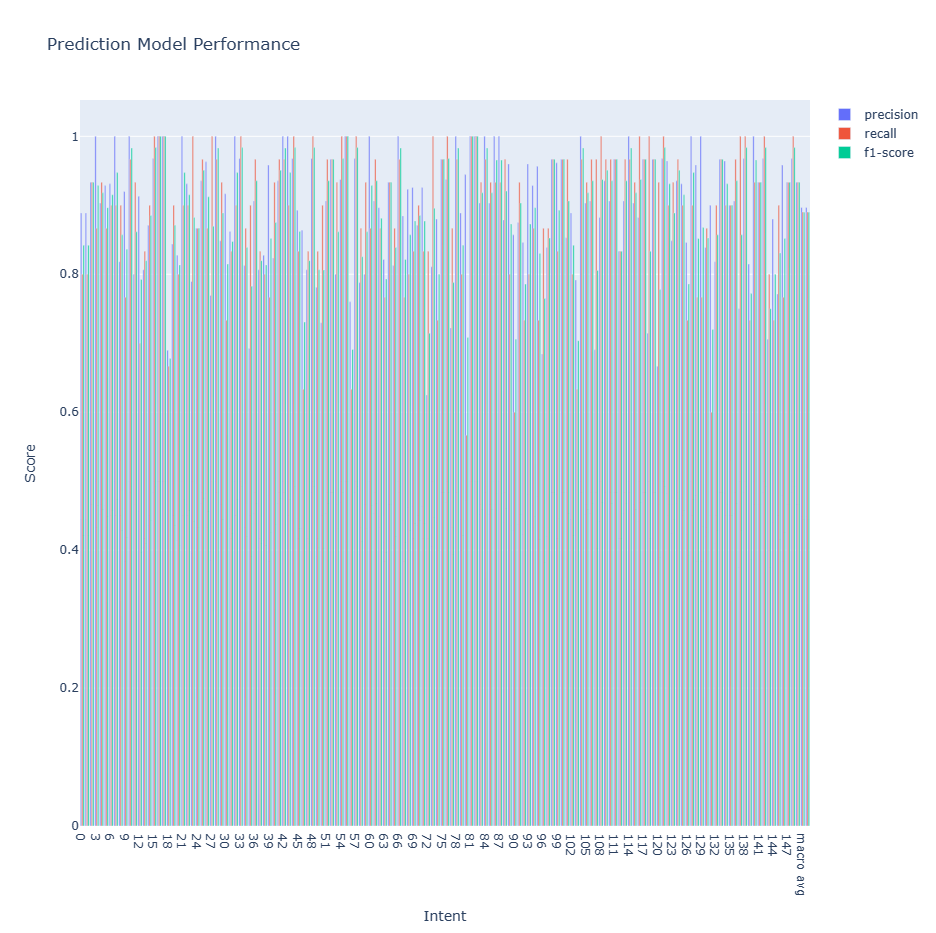 Prediction Model Performance
precision
recall
f1-score
1
0.8
0.6
0.4
0.2
0
Score
0 3 6 9 12 15 18 21 24 27 30 33 36 39 42 45 48 51 54 57 60 63 66 69 72 75 78 81 84 87 90 93 96 99 102 105 108 111 114 117 120 123 126 129 132 135 138 141 144 147 macro avg
Intent